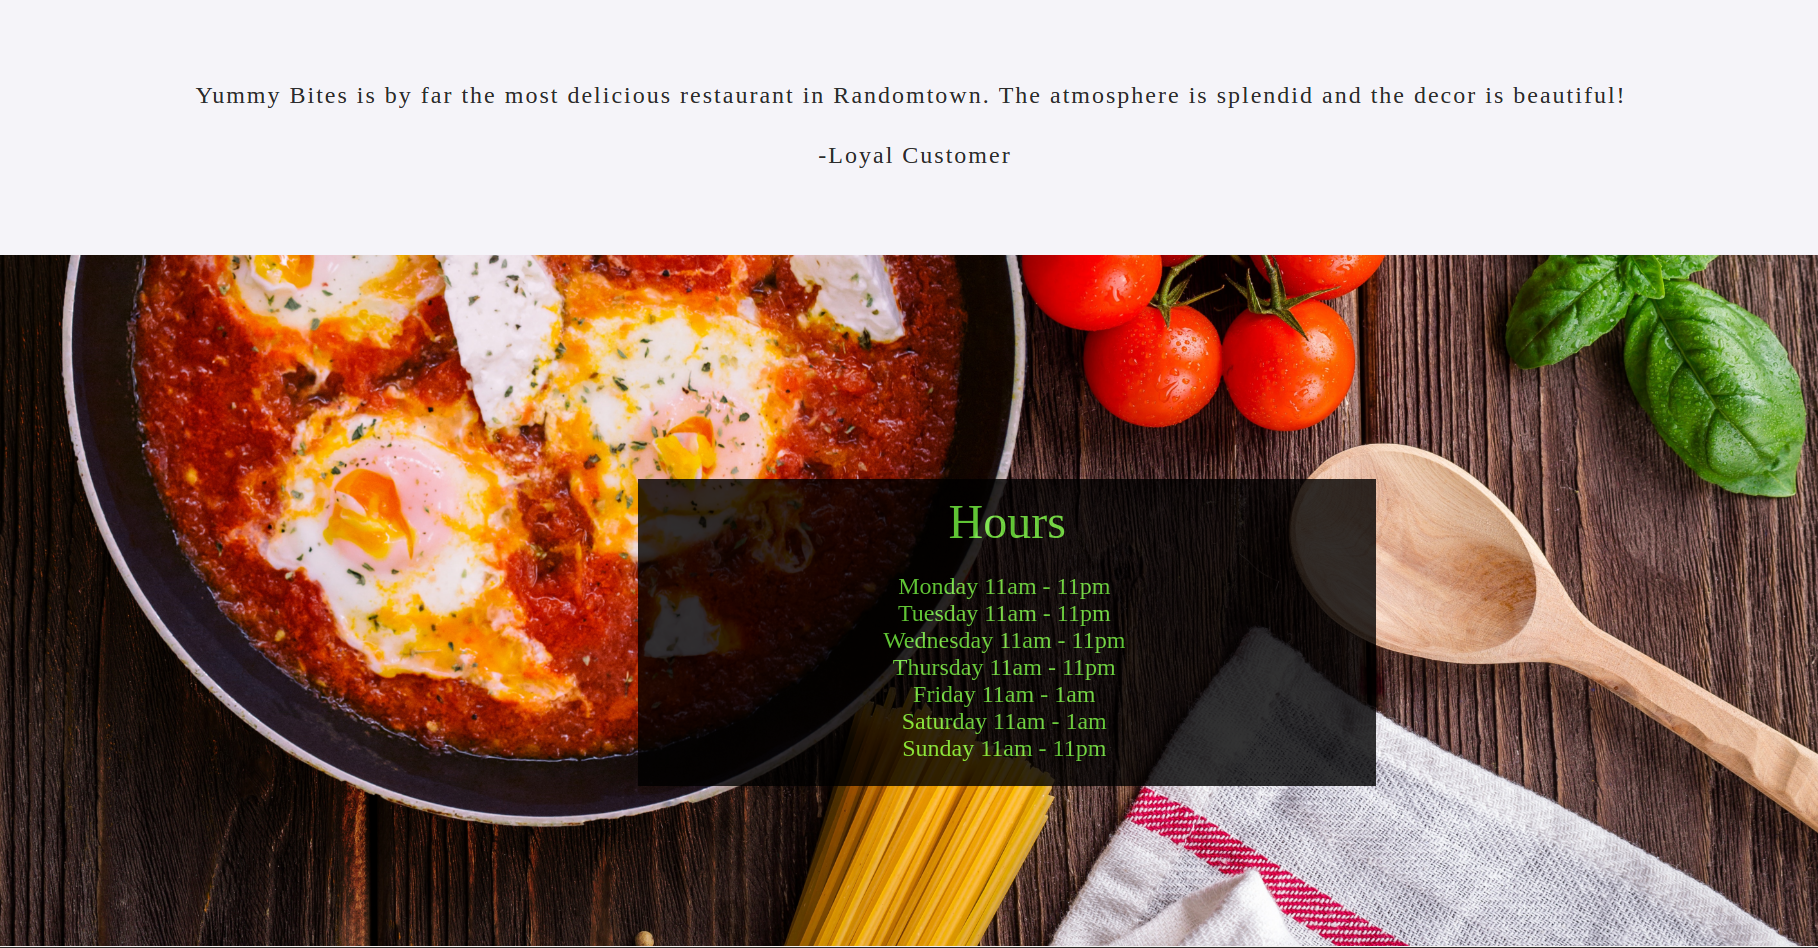 Yummy Bites is by far the most delicious restaurant in Randomtown. The atmosphere is splendid and the decor is beautiful!
-Loyal Customer
Hours
Monday 11am - 11pm
Tuesday 11am - 11pm
Wednesday 11am - 11pm
Thursday 11am - 11pm
Friday 11am - 1am
Saturday 11am - 1am
Sunday 11am - 11pm